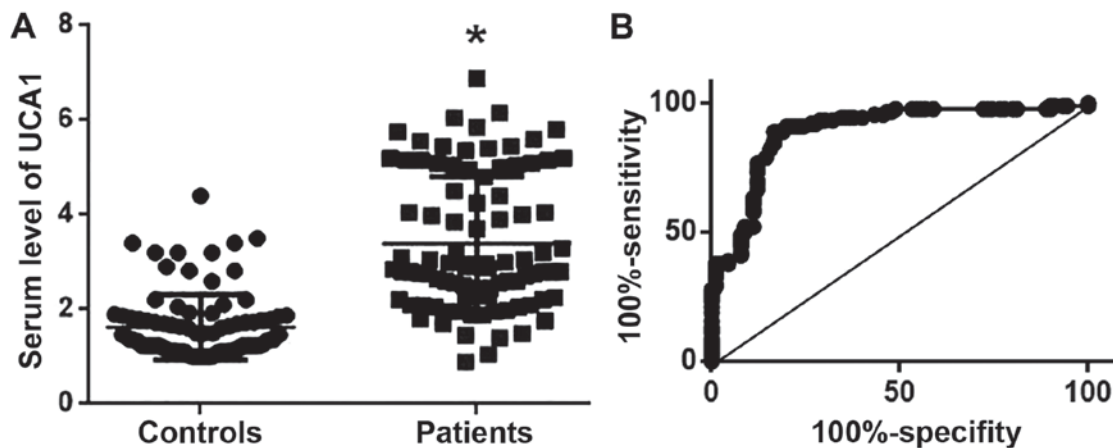 A
Serum level of UCA1
8
6
4
2
0
*
Controls
Patients
B
100%-sensitivity
100
50
0
0
50
100
100%-specifity